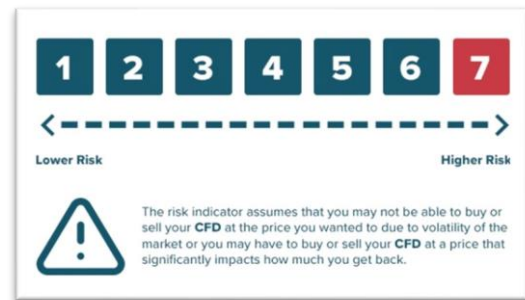 1 2 3 4 5 6 7
Lower Risk Higher Risk
The risk indicator assumes that you may not be able to buy or
sell your CFD at the price you wanted to due to volatility of the
market or you may have to buy or sell your CFD at a price that
significantly impacts how much you get back.